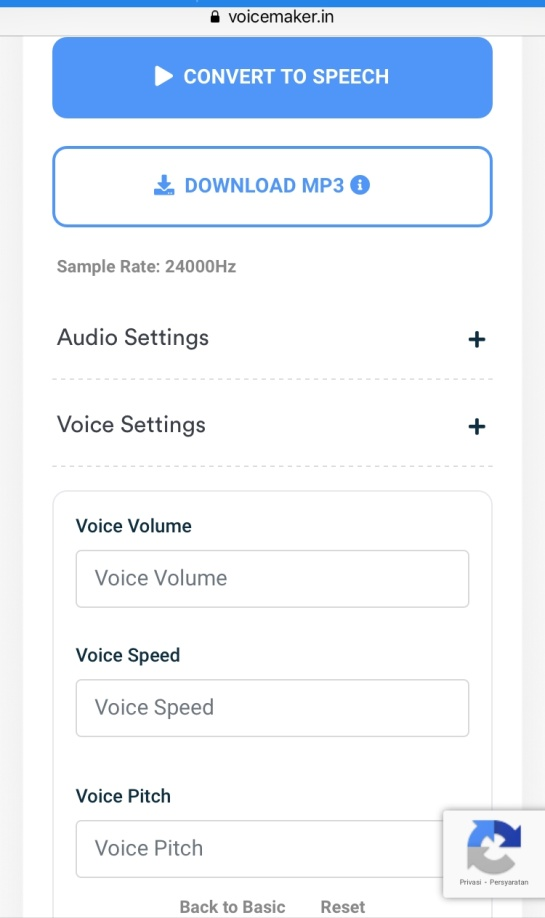 voicemaker.in
CONVERT TO SPEECH
DOWNLOAD MP3
Sample Rate: 24000Hz
Audio Settings
Voice Settings
Voice Volume
Voice Volume
Voice Speed
Voice Speed
Voice Pitch
Voice Pitch
Privasi - Persyaratan
Back to Basic Reset